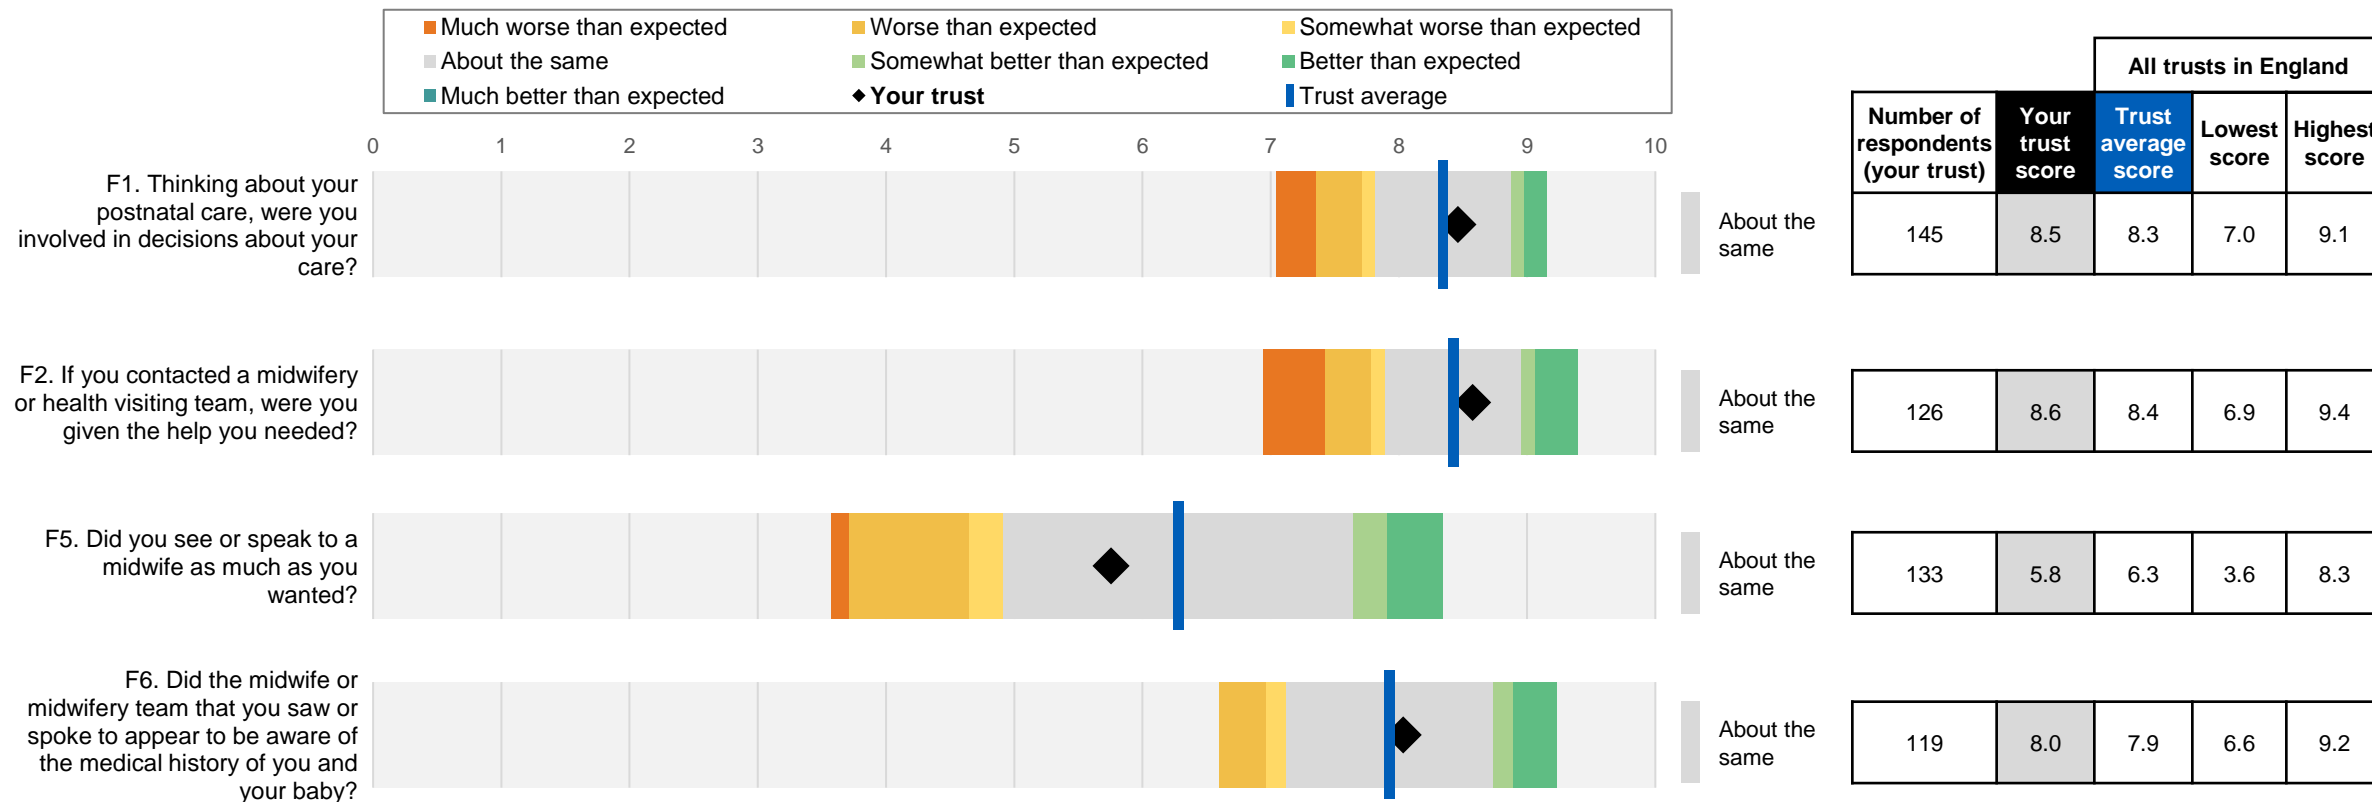 Much worse than expected
Worse than expected
Somewhat worse than expected
About the same
Somewhat better than expected
Better than expected
Much better than expected
Your trust
Trust average
All trusts in England
Number of
respondents
(your trust)
Your
trust
score
Trust
average
score
Lowest
score
Highest
score
0 1 2 3 4 5 6 7 8 9 10
F1. Thinking about your
postnatal care, were you
involved in decisions about your
care?
About the
same
145 8.5 8.3 7.0 9.1
F2. If you contacted a midwifery
or health visiting team, were you
given the help you needed?
About the
same
126 8.6 8.4 6.9 9.4
F5. Did you see or speak to a
midwife as much as you
wanted?
About the
same
133 5.8 6.3 3.6 8.3
F6. Did the midwife or
midwifery team that you saw or
spoke to appear to be aware of
the medical history of you and
your baby?
About the
same
119 8.0 7.9 6.6 9.2